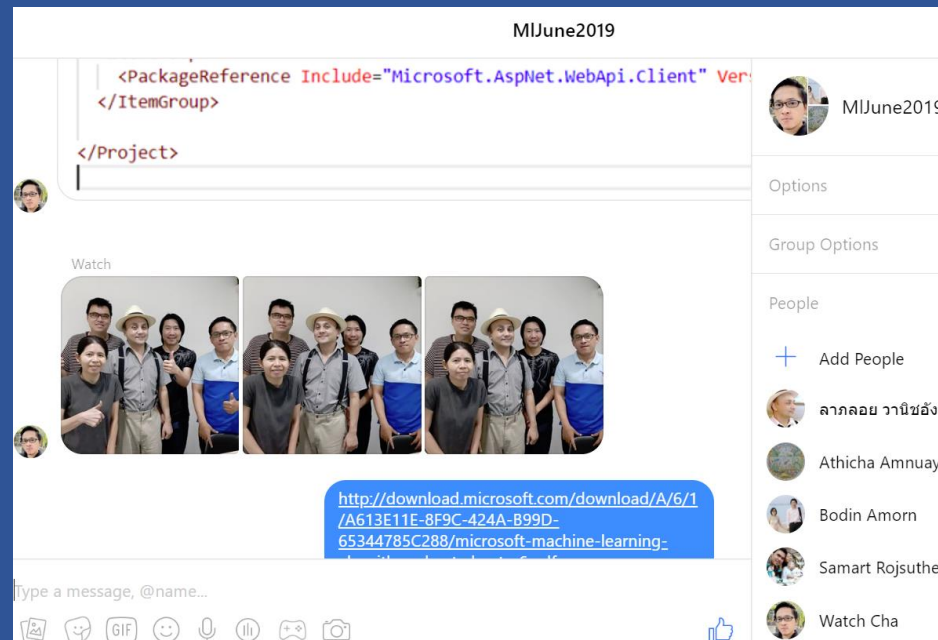 MlJune2019
<PackageReference Include="Microsoft.AspNet.WebApi.Client" Ver
</ItemGroup>
</Project>
Watch
http://download.microsoft.com/download/A/6/1
/A613E11E-8F9C-424A-B99D-
65344785C288/microsoft-machine-learning-
Type a message, @name...
GIF
MlJune2019
Options
Group Options
People
Add People
ลาภลอย วานิชอัง
Athicha Amnuay
Bodin Amorn
Samart Rojsuthe
Watch Cha